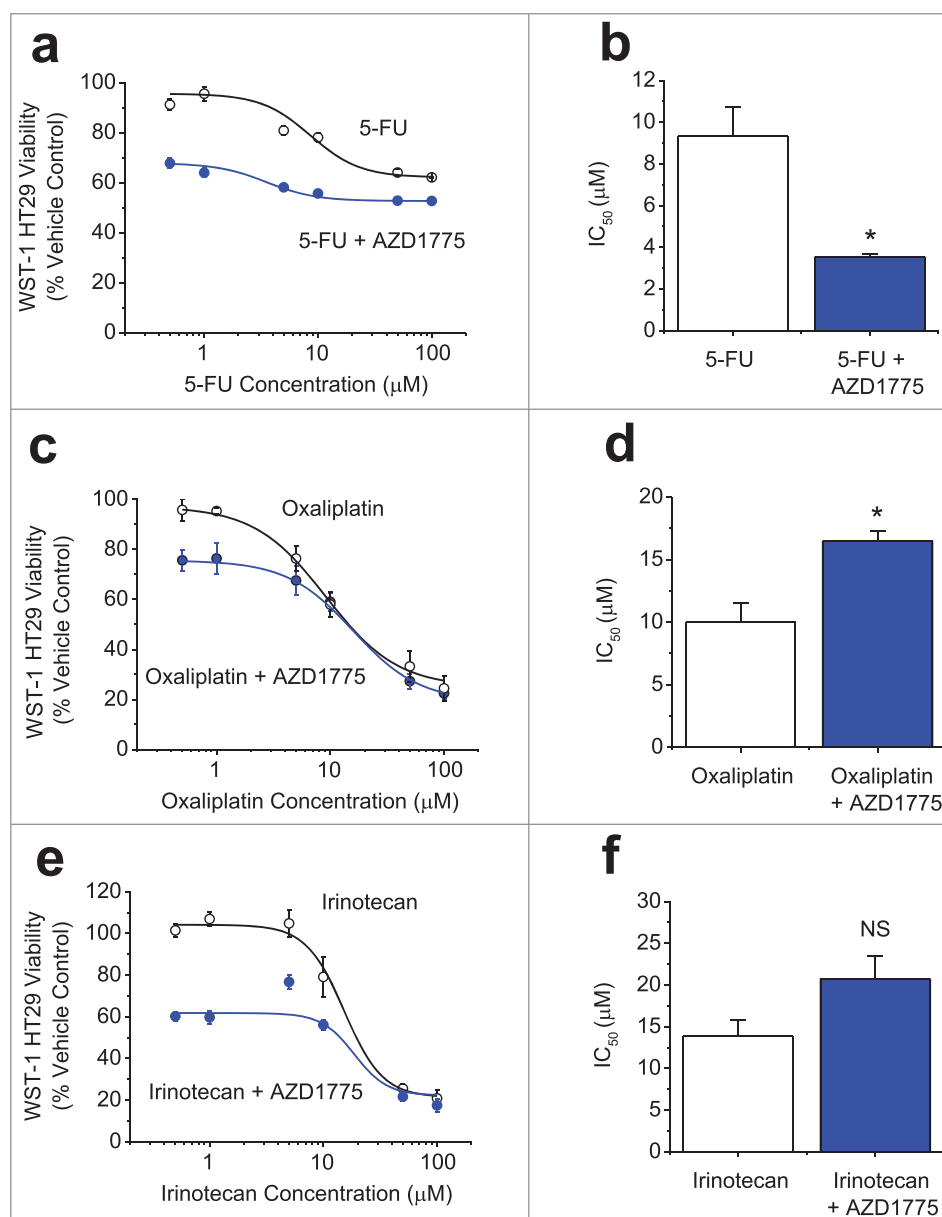 a
WST-1 HT29 Viability
(% Vehicle Control)
100
80
60
40
20
0
5-FU
5-FU + AZD1775
1 10 100
5-FU Concentration (μM)
b
IC50 (μM)
12
10
8
6
4
2
0
*
5-FU
5-FU +
AZD1775
c
WST-1 HT29 Viability
(% Vehicle Control)
100
80
60
40
20
0
Oxaliplatin
Oxaliplatin + AZD1775
1 10 100
Oxaliplatin Concentration (μM)
d
IC50 (μM)
20
15
10
5
0
*
Oxaliplatin
Oxaliplatin
+ AZD1775
e
WST-1 HT29 Viability
(% Vehicle Control)
120
100
80
60
40
20
0
Irinotecan
Irinotecan + AZD1775
1 10 100
Irinotecan Concentration (μM)
f
IC50 (μM)
30
25
20
15
10
5
0
NS
Irinotecan
Irinotecan
+ AZD1775